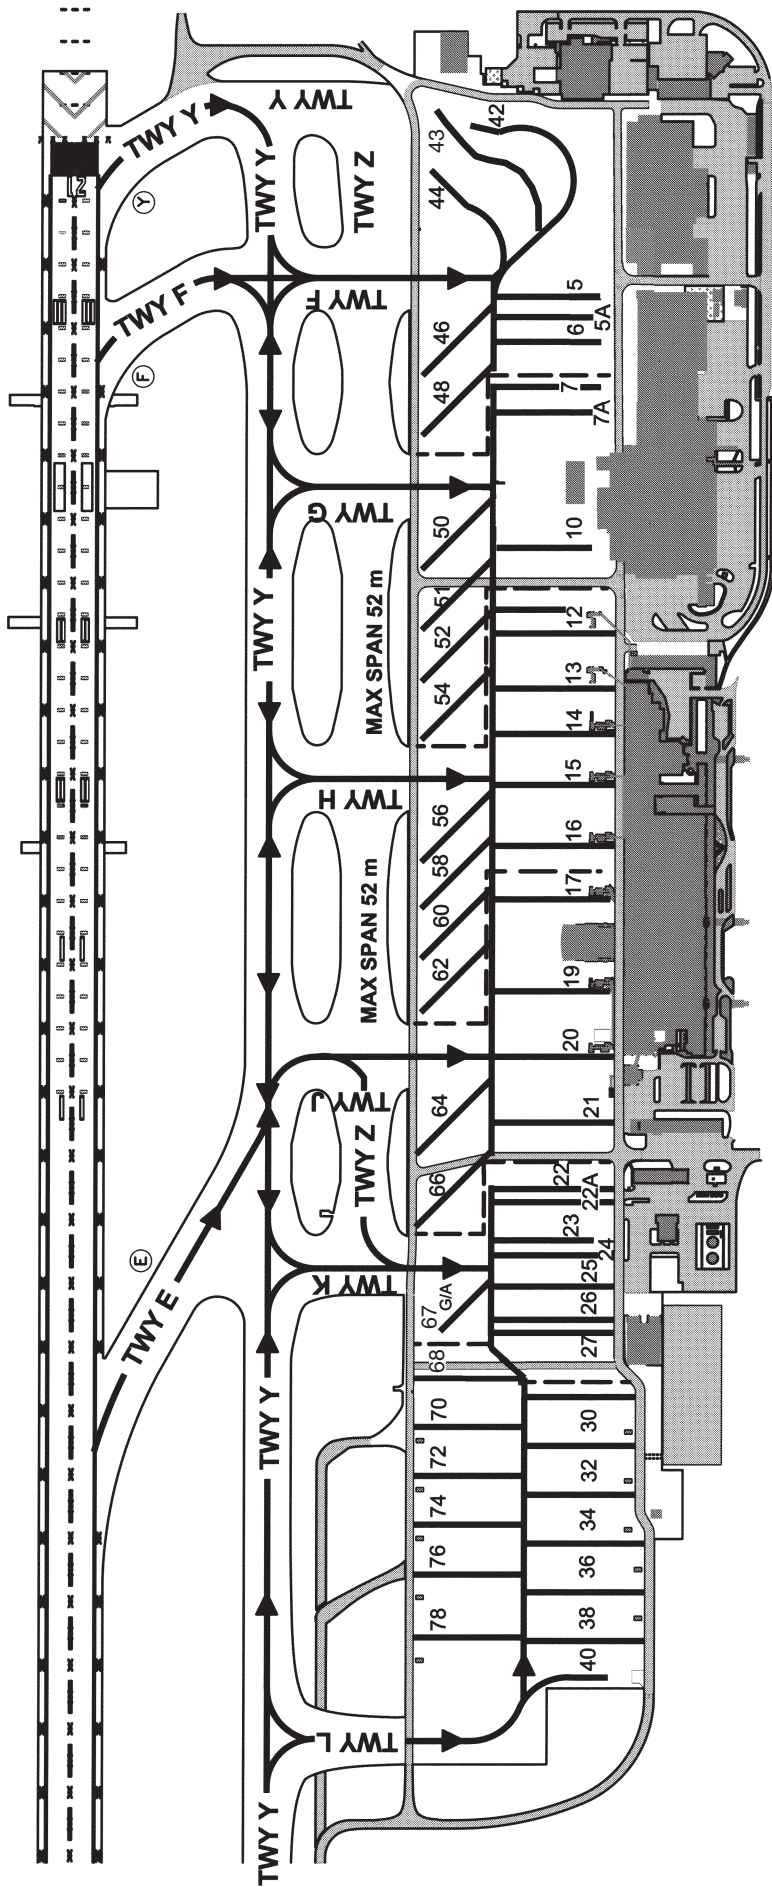 21
TWY Y
Y
TWY Y
TWY Y
TWY Z
TWY F
TWY F
F
43
42
44
5
5A
6
46
48
7
7A
TWY G
50
10
TWY Y
MAX SPAN 52 m
51
52
54
12
13
14
TWY H
15
56
58
60
62
16
17
MAX SPAN 52 m
19
20
TWY J
TWY Z
64
66
21
22
22A
23
24
E
TWY E
TWY K
67
G/A
25
26
27
68
TWY Y
70
72
74
76
78
30
32
34
36
38
40
TWY L
TWY Y